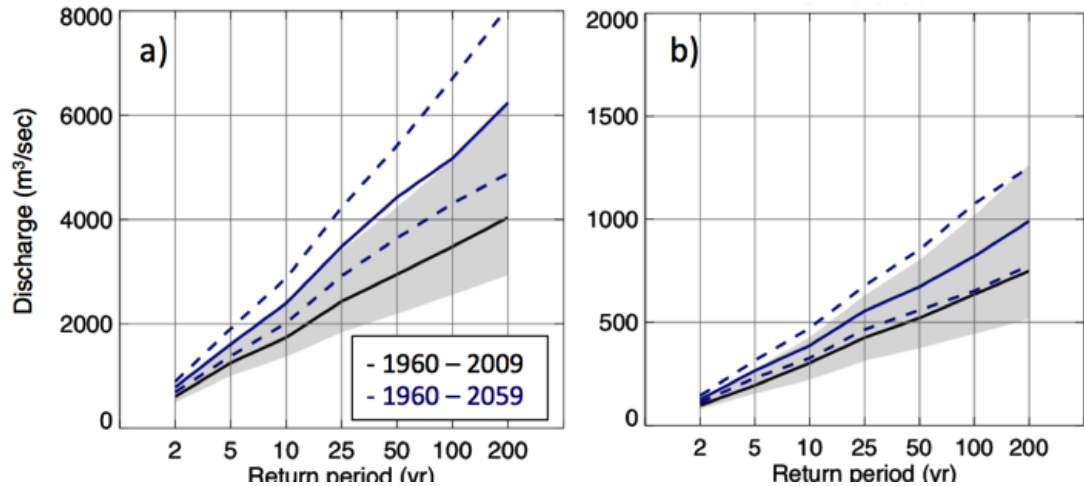 8000
6000
4000
2000
0
Discharge (m³/sec)
a)
- 1960 – 2009
- 1960 – 2059
2 5 10 25 50 100 200
Return period (yr)
2000
1500
1000
500
0
b)
2 5 10 25 50 100 200
Return period (yr)